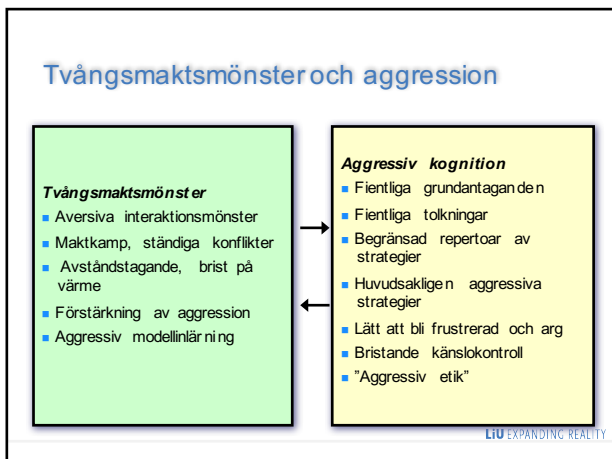 Tvångsmaktsmönster och aggression
Tvångsmaktsmönster
Aversiva interaktionsmönster
Maktkamp, ständiga konflikter
Avståndstagande, brist på
värme
Förstärkning av aggression
Aggressiv modellinlärning
Aggressiv kognition
Fientliga grundantaganden
Fientliga tolkningar
Begränsad repertoar av
strategier
Huvudsakligen aggressiva
strategier
Lätt att bli frustrerad och arg
Bristande känslokontroll
"Aggressiv etik"
LiU EXPANDING REALITY